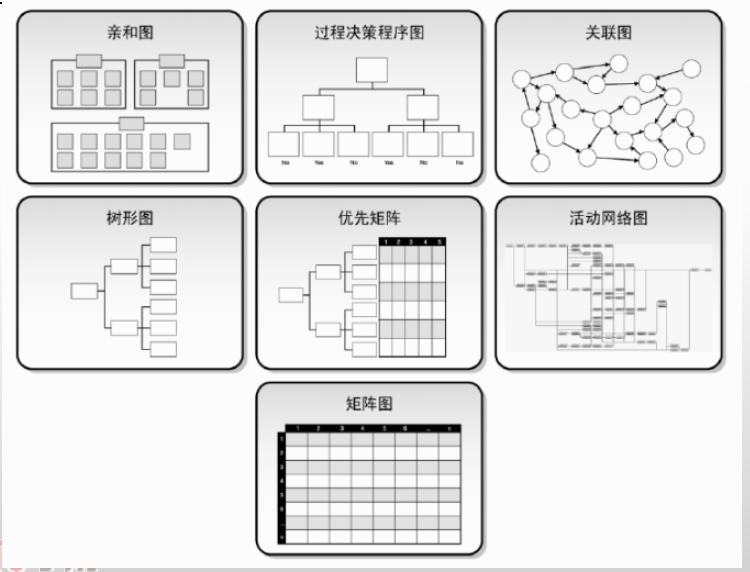 亲和图
过程决策程序图
关联图
No Yes No Yes No No
树形图
优先矩阵
活动网络图
1 2 3 4 5
矩阵图
1 2 3 4 5 6 ... n
1
2
3
4
5
6
...
n